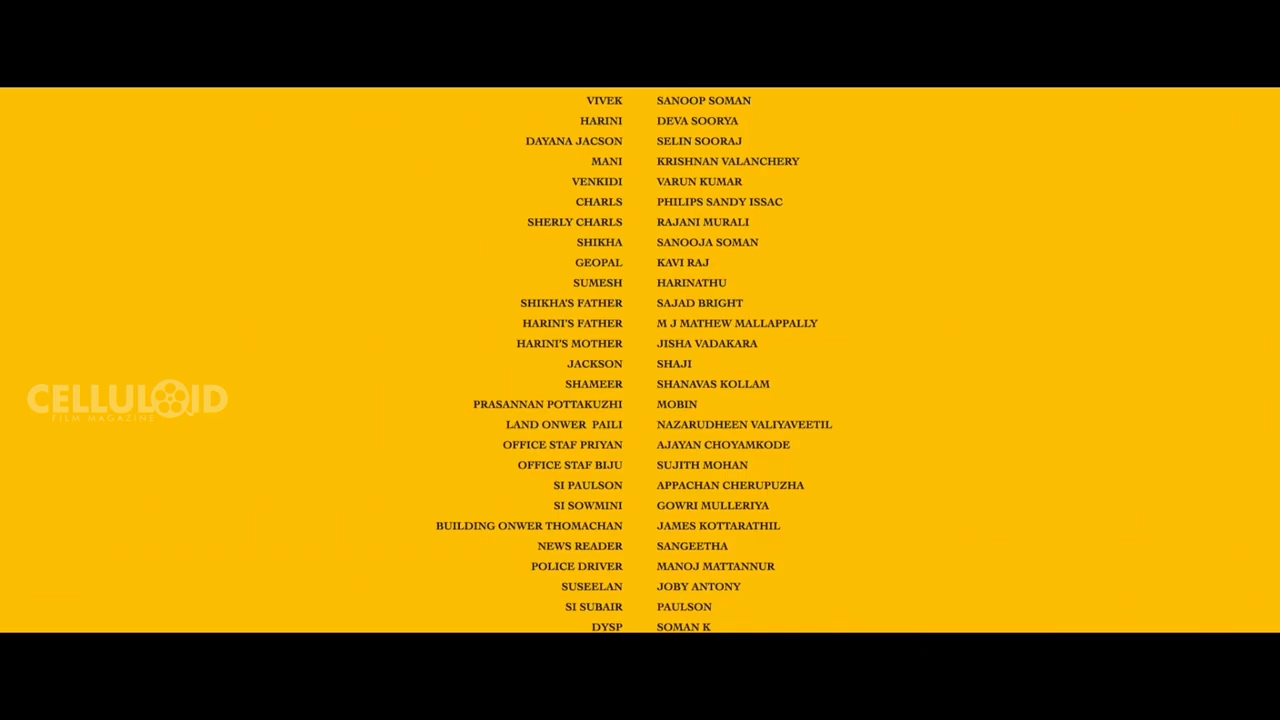 VIVEK SANOOP SOMAN
HARINI DEVA SOORYA
DAYANA JACSON SELIN SOORAJ
MANI KRISHNAN VALANCHERY
VENKIDI VARUN KUMAR
CHARLS PHILIPS SANDY ISSAC
SHERLY CHARLS RAJANI MURALI
SHIKHA SANOOJA SOMAN
GEOPAL KAVI RAJ
SUMESH HARINATHU
SHIKHA'S FATHER SAJAD BRIGHT
HARINI'S FATHER M J MATHEW MALLAPPALLY
HARINI'S MOTHER JISHA VADAKARA
JACKSON SHAJI
SHAMEER SHANAVAS KOLLAM
PRASANNAN POTTAKUZHI MOBIN
LAND ONWER PAILI NAZARUDHEEN VALIYAVEETIL
OFFICE STAF PRIYAN AJAYAN CHOYAMKODE
OFFICE STAF BIJU SUJITH MOHAN
SI PAULSON APPACHAN CHERUPUZHA
SI SOWMINI GOWRI MULLERIYA
BUILDING ONWER THOMACHAN JAMES KOTTARATHIL
NEWS READER SANGEETHA
POLICE DRIVER MANOJ MATTANNUR
SUSEELAN JOBY ANTONY
SI SUBAIR PAULSON
DYSP SOMAN K
CELLULOID
FILM MAGAZINE